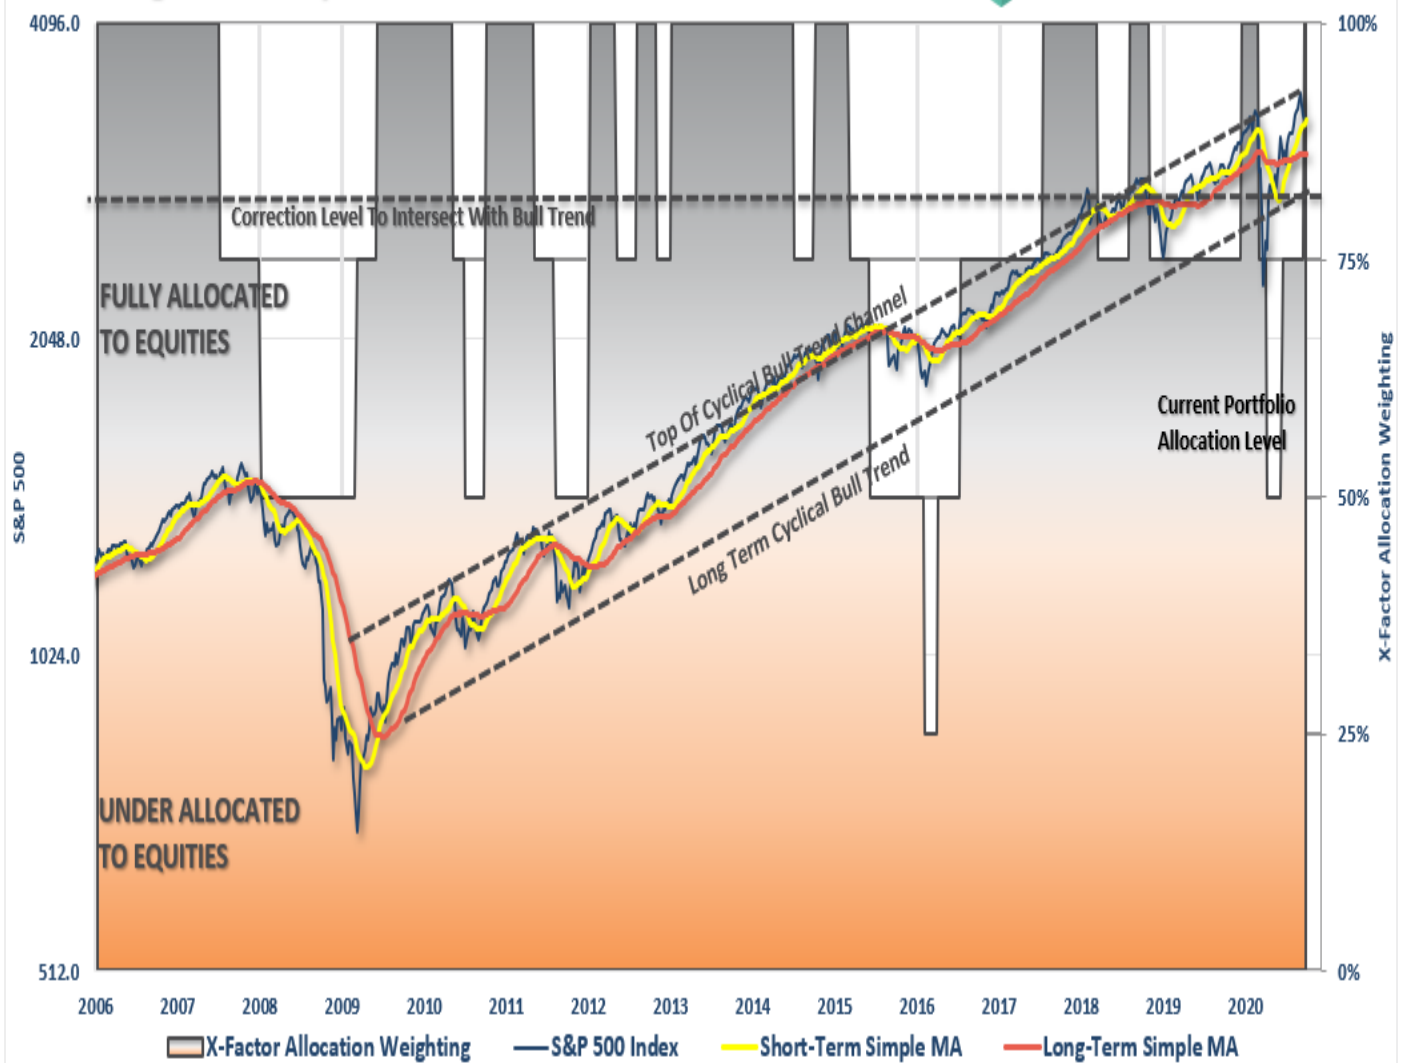 4096.0
100%
Correction Level To Intersect With Bull Trend
75%
FULLY ALLOCATED
TO EQUITIES
2048.0
Top Of Cyclical Bull Trend Channel
Current Portfolio
Allocation Level
Long Term Cyclical Bull Trend
S&P 500
X-Factor Allocation Weighting
50%
1024.0
25%
UNDER ALLOCATED
TO EQUITIES
512.0
0%
2006 2007 2008 2009 2010 2011 2012 2013 2014 2015 2016 2017 2018 2019 2020
X-Factor Allocation Weighting S&P 500 Index Short-Term Simple MA Long-Term Simple MA